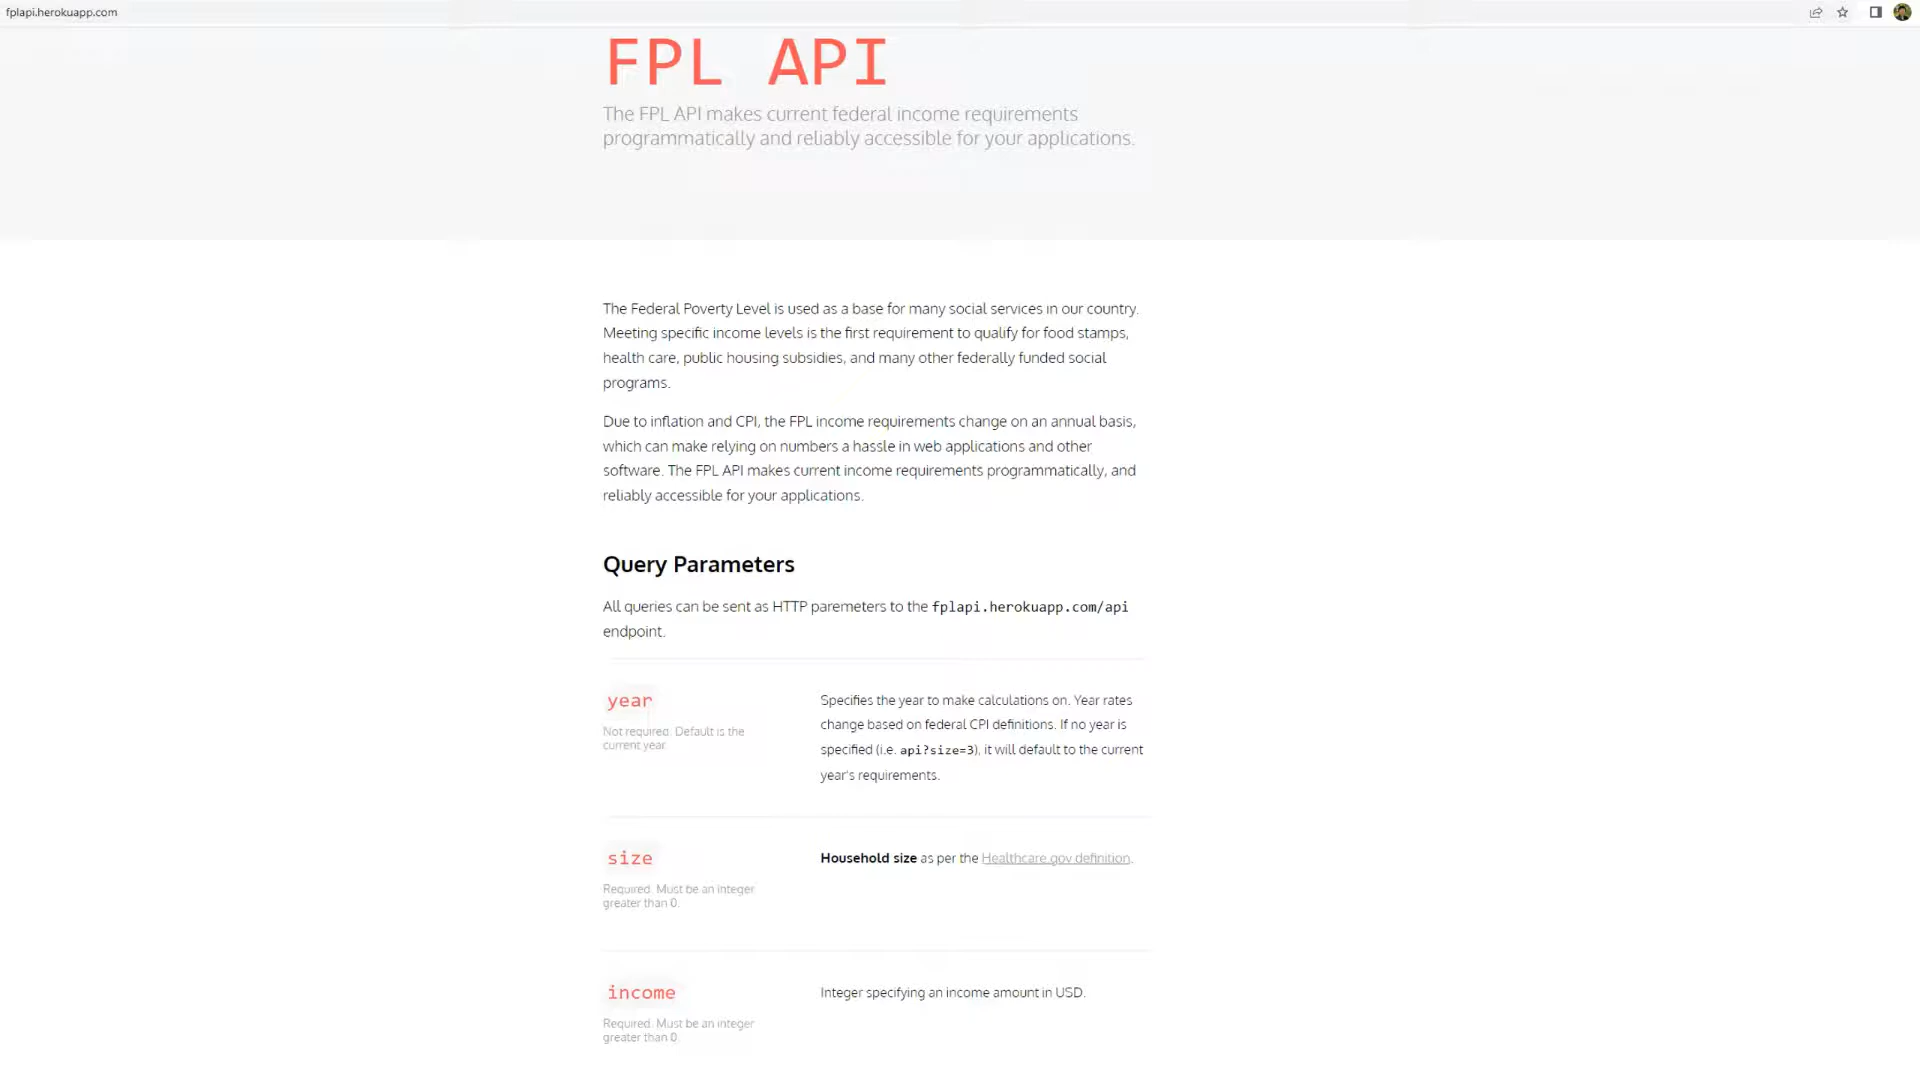 fplapi.herokuapp.com
FPL API
The FPL API makes current federal income requirements
programmatically and reliably accessible for your applications.
The Federal Poverty Level is used as a base for many social services in our country.
Meeting specific income levels is the first requirement to qualify for food stamps,
health care, public housing subsidies, and many other federally funded social
programs.
Due to inflation and CPI, the FPL income requirements change on an annual basis,
which can make relying on numbers a hassle in web applications and other
software. The FPL API makes current income requirements programmatically, and
reliably accessible for your applications.
Query Parameters
All queries can be sent as HTTP paremeters to the fplapi.herokuapp.com/api
endpoint.
year
Not required. Default is the
current year.
Specifies the year to make calculations on. Year rates
change based on federal CPI definitions. If no year is
specified (i.e. api?size=3), it will default to the current
year's requirements.
size
Required. Must be an integer
greater than 0.
Household size as per the Healthcare.gov definition.
income
Required. Must be an integer
greater than 0.
Integer specifying an income amount in USD.